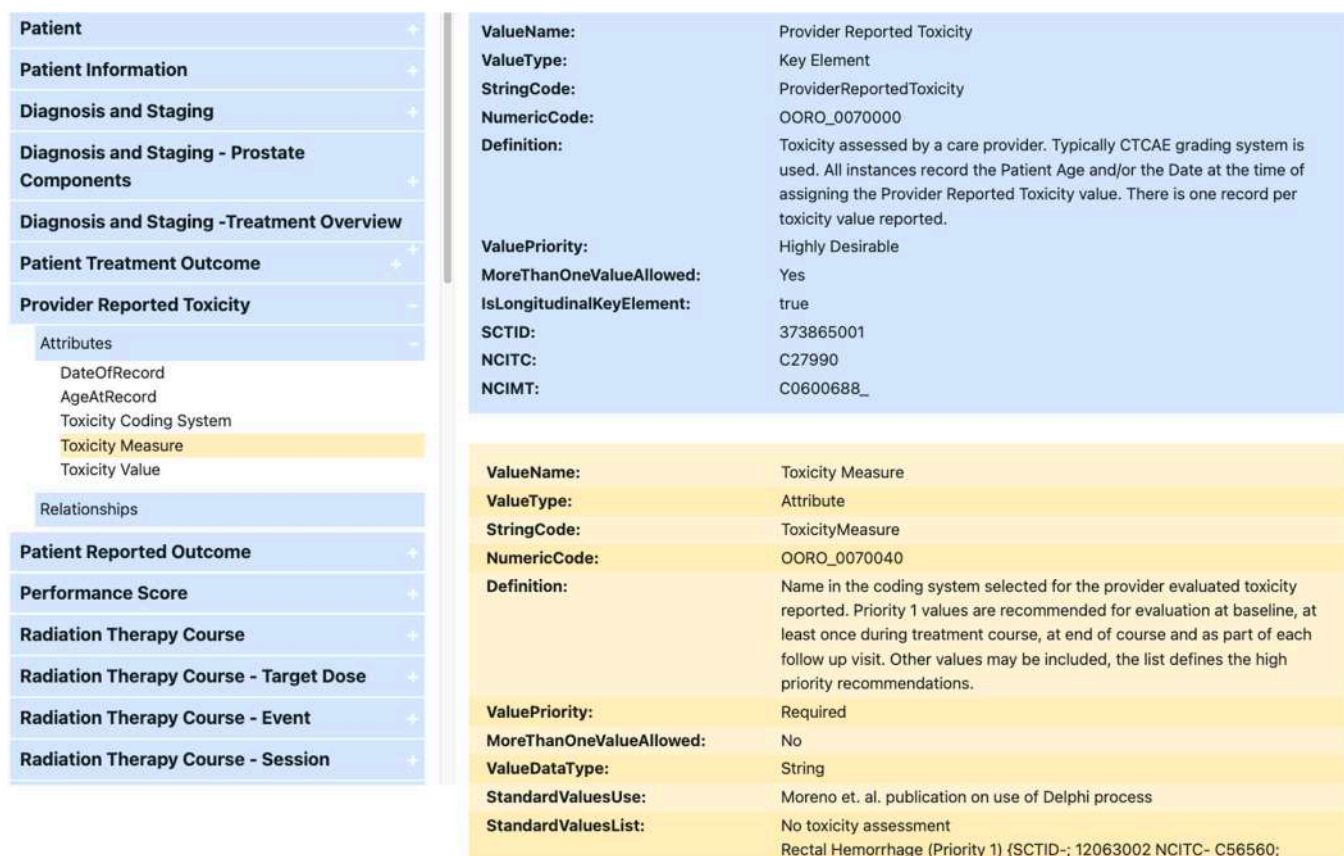 Patient
Patient Information
Diagnosis and Staging
Diagnosis and Staging - Prostate
Components
Diagnosis and Staging -Treatment Overview
Patient Treatment Outcome
Provider Reported Toxicity
Attributes
DateOfRecord
AgeAtRecord
Toxicity Coding System
Toxicity Measure
Toxicity Value
Relationships
Patient Reported Outcome
Performance Score
Radiation Therapy Course
Radiation Therapy Course - Target Dose
Radiation Therapy Course - Event
Radiation Therapy Course - Session
ValueName: Provider Reported Toxicity
ValueType: Key Element
StringCode: ProviderReportedToxicity
NumericCode: OORO_0070000
Definition: Toxicity assessed by a care provider. Typically CTCAE grading system is
used. All instances record the Patient Age and/or the Date at the time of
assigning the Provider Reported Toxicity value. There is one record per
toxicity value reported.
ValuePriority: Highly Desirable
MoreThanOneValueAllowed: Yes
IsLongitudinalKeyElement: true
SCTID: 373865001
NCITC: C27990
NCIMT: C0600688_
ValueName: Toxicity Measure
ValueType: Attribute
StringCode: ToxicityMeasure
NumericCode: OORO_0070040
Definition: Name in the coding system selected for the provider evaluated toxicity
reported. Priority 1 values are recommended for evaluation at baseline, at
least once during treatment course, at end of course and as part of each
follow up visit. Other values may be included, the list defines the high
priority recommendations.
ValuePriority: Required
MoreThanOneValueAllowed: No
ValueDataType: String
StandardValuesUse: Moreno et. al. publication on use of Delphi process
StandardValuesList: No toxicity assessment
Rectal Hemorrhage (Priority 1) {SCTID-; 12063002 NCITC- C56560;